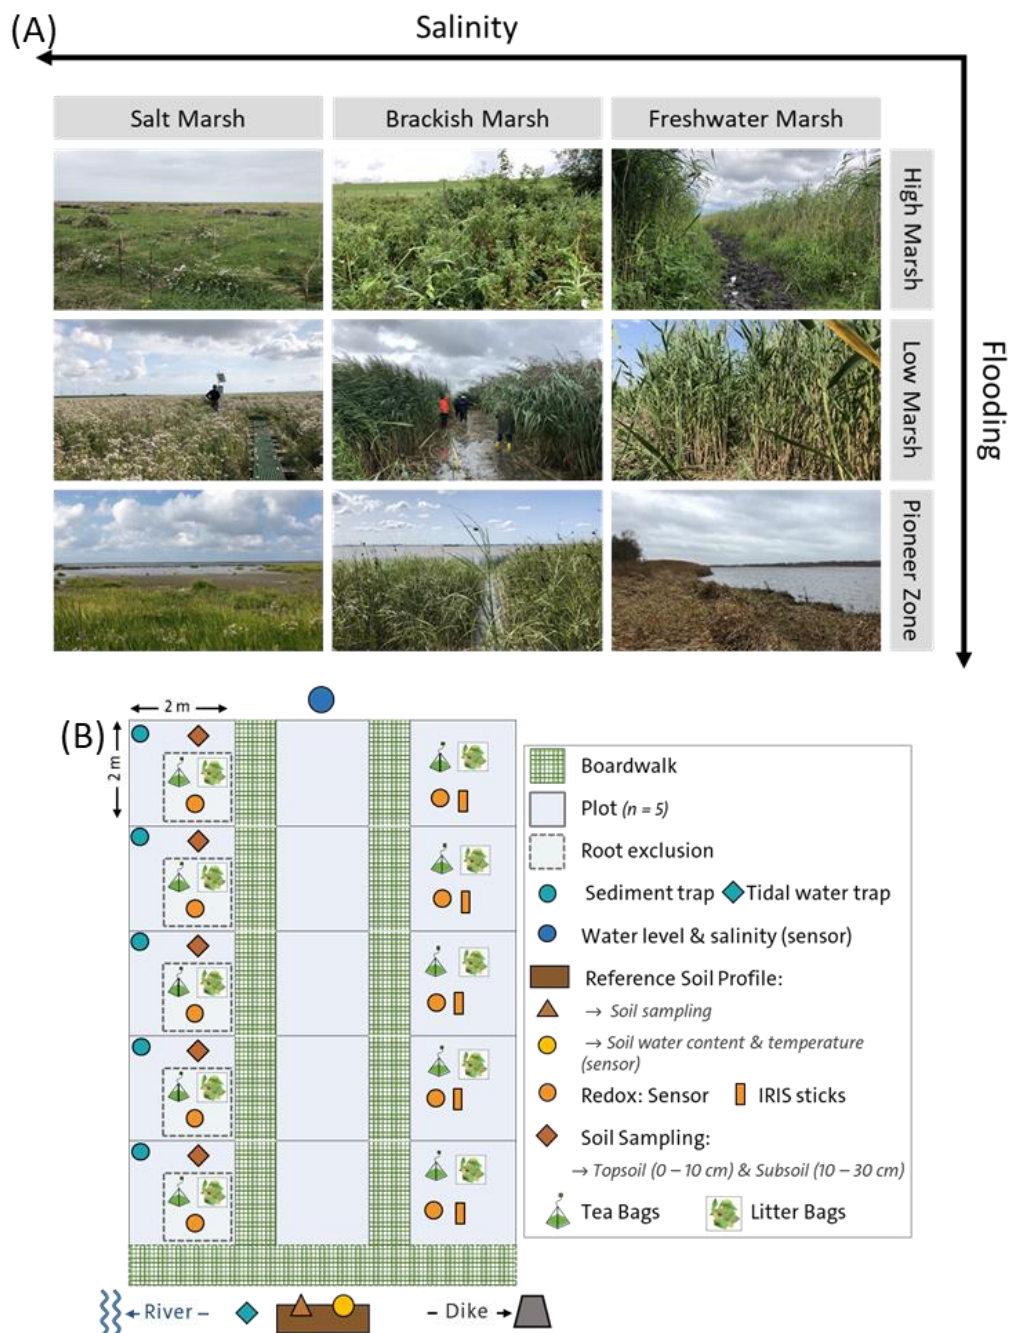 (A)
Salinity
Salt Marsh
Brackish Marsh
Freshwater Marsh
High Marsh
Low Marsh
Pioneer Zone
Flooding
(B)
2 m
2 m
Boardwalk
Plot (n = 5)
Root exclusion
Sediment trap
Tidal water trap
Water level & salinity (sensor)
Reference Soil Profile:
→ Soil sampling
→ Soil water content & temperature
(sensor)
Redox: Sensor
IRIS sticks
Soil Sampling:
→ Topsoil (0 – 10 cm) & Subsoil (10 – 30 cm)
Tea Bags
Litter Bags
← River –
– Dike →